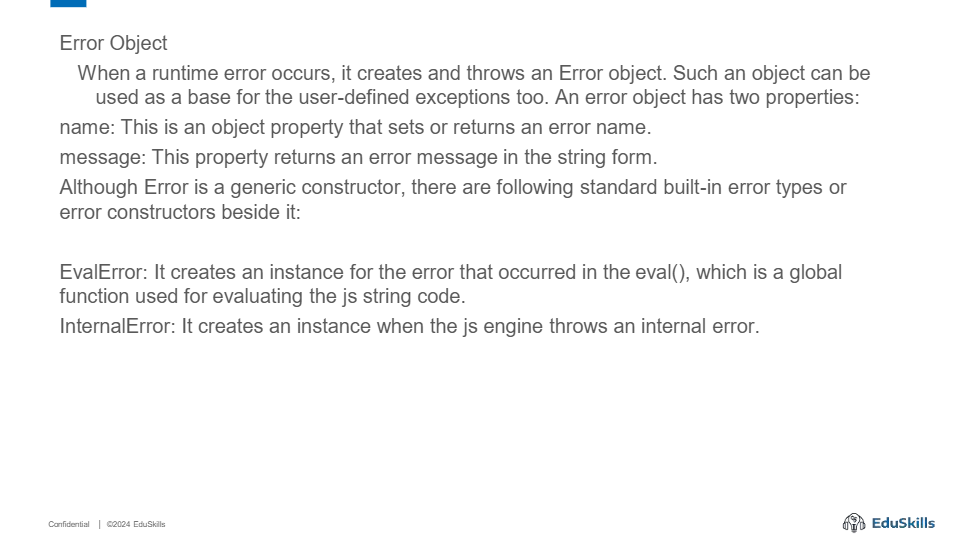 Error Object
When a runtime error occurs, it creates and throws an Error object. Such an object can be
used as a base for the user-defined exceptions too. An error object has two properties:
name: This is an object property that sets or returns an error name.
message: This property returns an error message in the string form.
Although Error is a generic constructor, there are following standard built-in error types or
error constructors beside it:
EvalError: It creates an instance for the error that occurred in the eval(), which is a global
function used for evaluating the js string code.
InternalError: It creates an instance when the js engine throws an internal error.
Confidential | ©2024 EduSkills
EduSkills